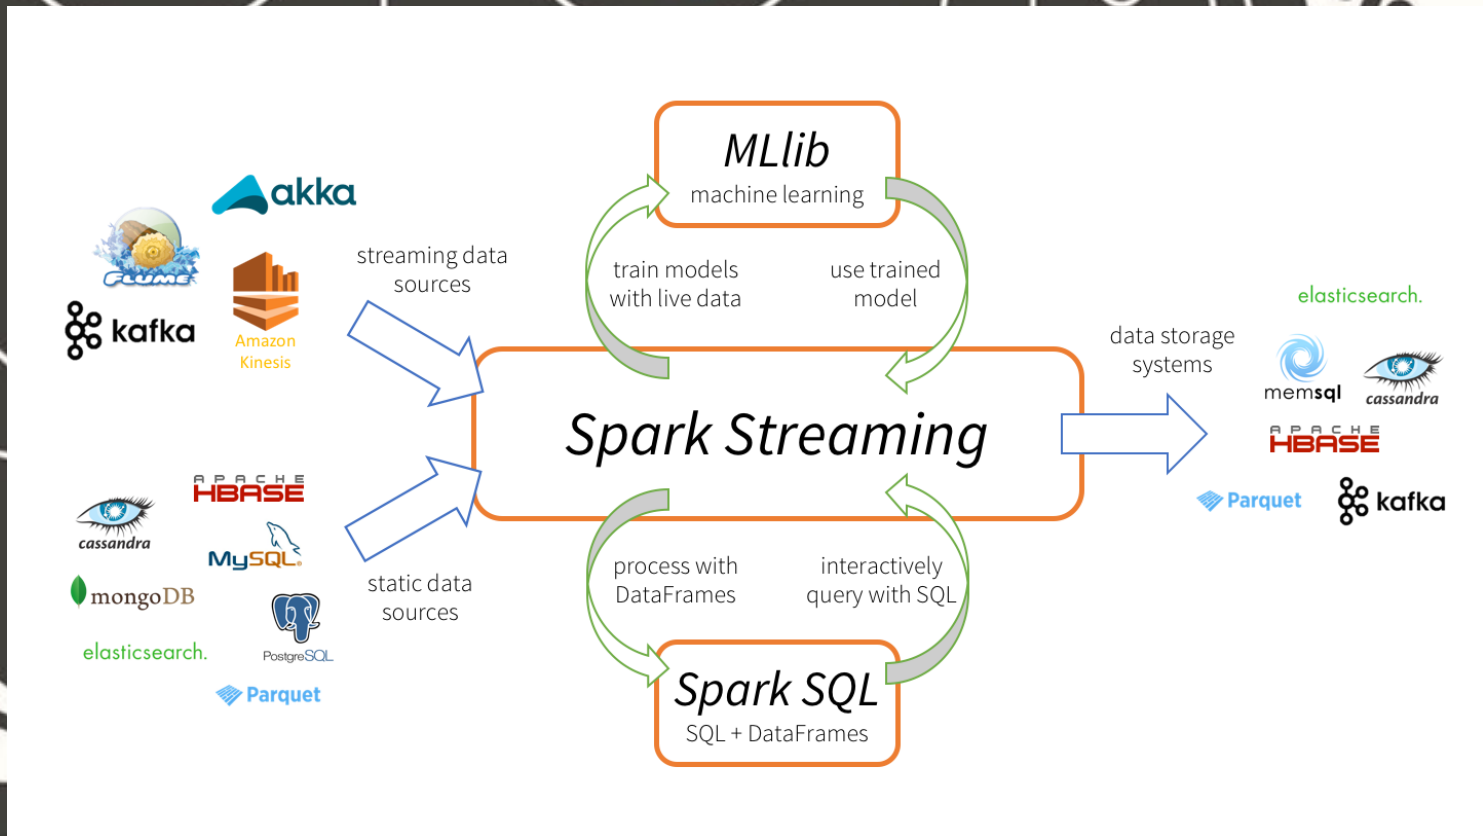 MLlib
machine learning
akka
FLUME
kafka
Amazon
Kinesis
streaming data
sources
train models
with live data
use trained
model
Spark Streaming
data storage
systems
elasticsearch.
memsql
cassandra
APACHE
HBASE
Parquet
kafka
APACHE
HBASE
cassandra
MySQL
mongoDB
PostgreSQL
elasticsearch.
Parquet
static data
sources
process with
DataFrames
interactively
query with SQL
Spark SQL
SQL + DataFrames